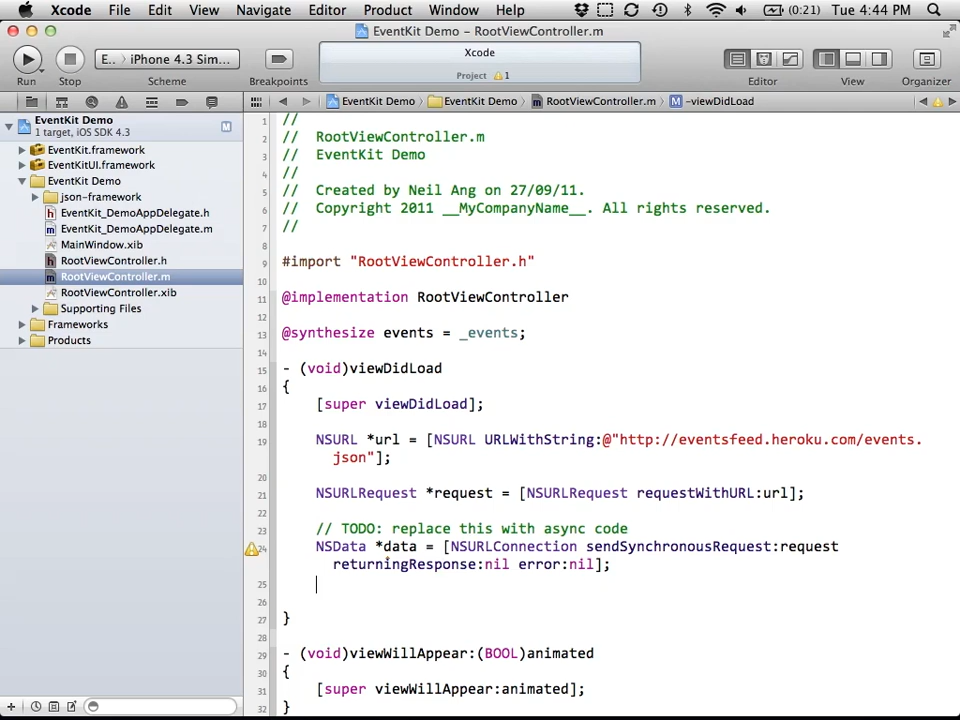 Xcode File Edit View Navigate Editor Product Window Help (0:21) Tue 4:44 PM
EventKit Demo – RootViewController.m
E.. › iPhone 4.3 Sim...
Xcode
Project 1
Run Stop Scheme Breakpoints Editor View Organizer
EventKit Demo › EventKit Demo › RootViewController.m › -viewDidLoad
EventKit Demo
1 target, iOS SDK 4.3
M
EventKit.framework
EventKitUI.framework
EventKit Demo
json-framework
h EventKit_DemoAppDelegate.h
m EventKit_DemoAppDelegate.m
MainWindow.xib
h RootViewController.h
m RootViewController.m
RootViewController.xib
Supporting Files
Frameworks
Products
1 //
2 // RootViewController.m
3 // EventKit Demo
4 //
5 // Created by Neil Ang on 27/09/11.
6 // Copyright 2011 __MyCompanyName__. All rights reserved.
7 //
8
9 #import "RootViewController.h"
10
11 @implementation RootViewController
12
13 @synthesize events = _events;
14
15 - (void)viewDidLoad
16 {
17 [super viewDidLoad];
18
19 NSURL *url = [NSURL URLWithString:@"http://eventsfeed.heroku.com/events.
json"];
20
21 NSURLRequest *request = [NSURLRequest requestWithURL:url];
22
23 // TODO: replace this with async code
24 NSData *data = [NSURLConnection sendSynchronousRequest:request
returningResponse:nil error:nil];
25
26
27 }
28
29 - (void)viewWillAppear:(BOOL)animated
30 {
31 [super viewWillAppear:animated];
32 }